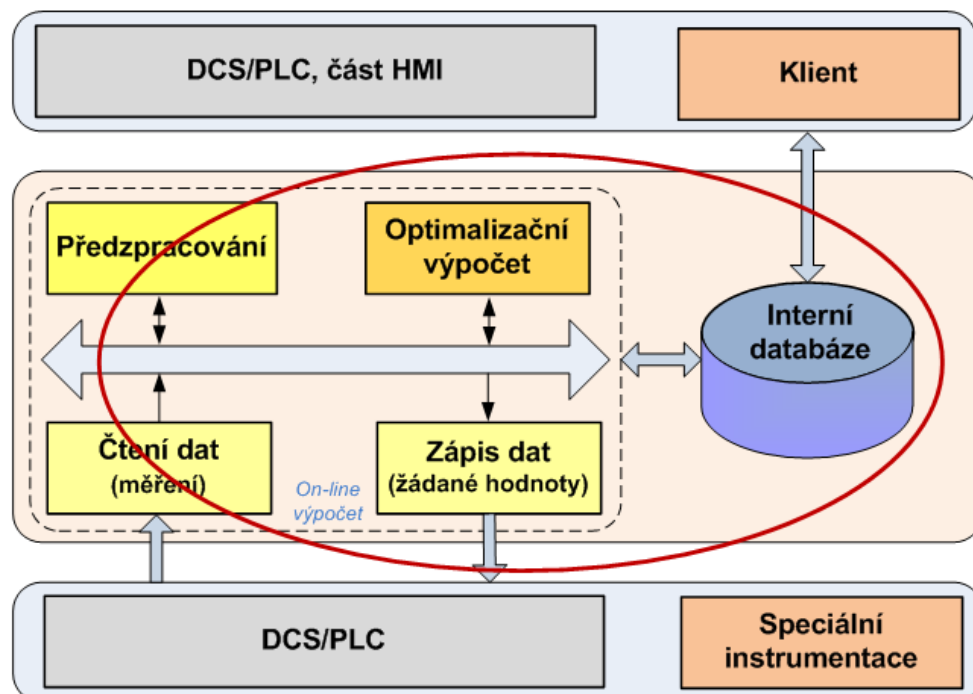 DCS/PLC, část HMI
Klient
Předzpracování
Optimalizační
výpočet
Interní
databáze
Čtení dat
(měření)
Zápis dat
(žádané hodnoty)
On-line
výpočet
DCS/PLC
Speciální
instrumentace